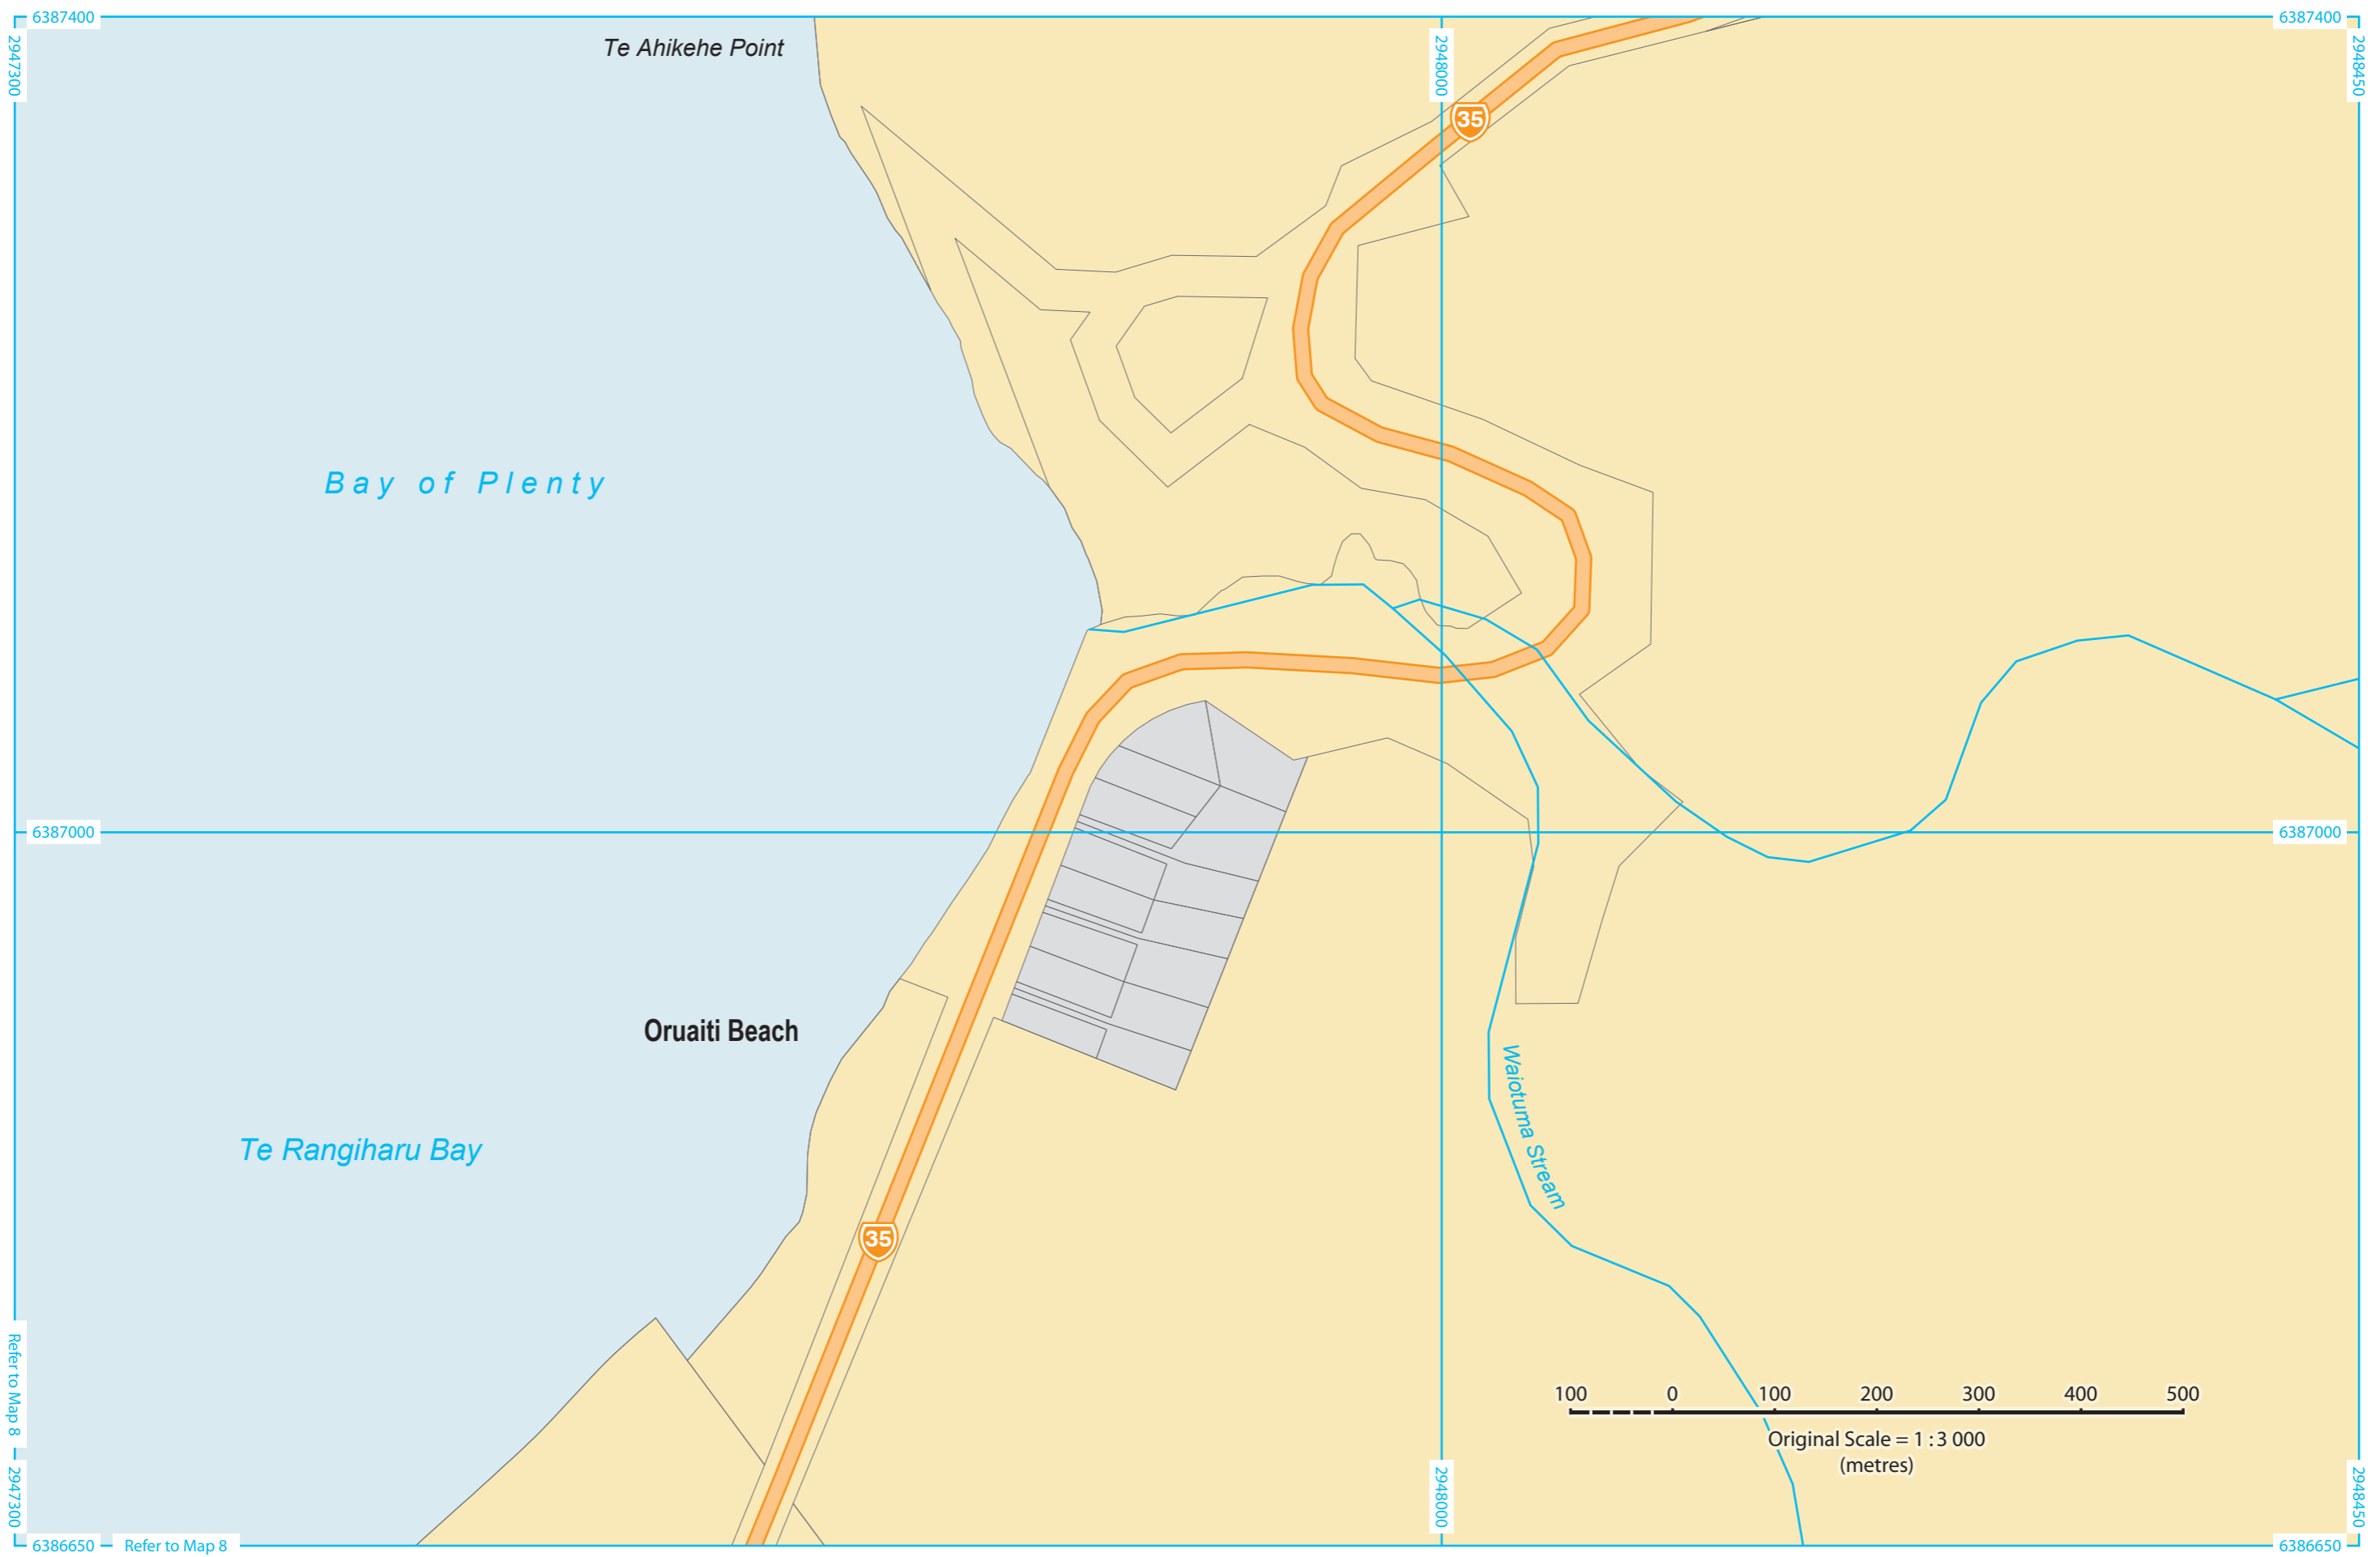 6387400
6387400
2947300
Te Ahikehe Point
2948000
2948450
35
Bay of Plenty
6387000
6387000
Oruaiti Beach
Waiotuma Stream
Te Rangiharu Bay
35
Refer to Map 8
100 0 100 200 300 400 500
Original Scale = 1 : 3 000
(metres)
2947300
2948000
2948450
6386650
Refer to Map 8
6386650